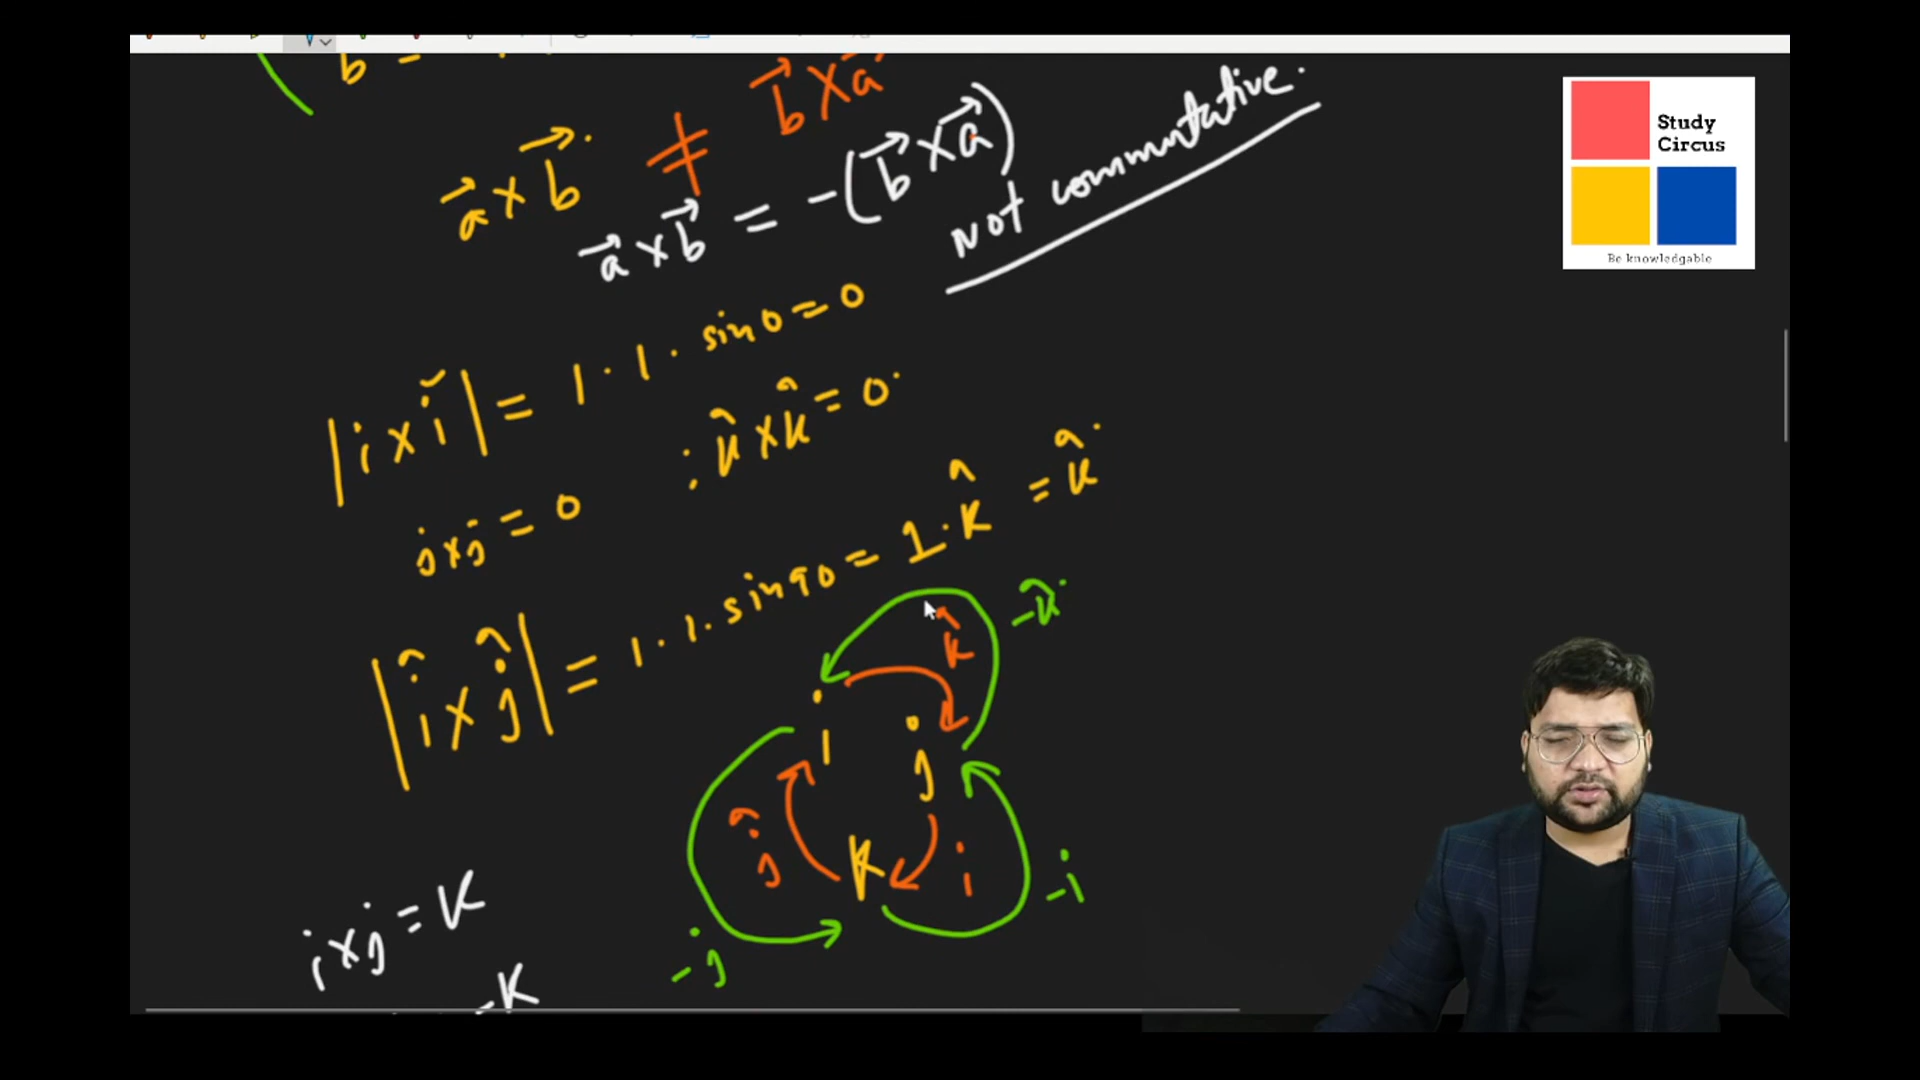 b =
a⃗ × b⃗ ≠ b⃗ × a⃗
a⃗ × b⃗ = -(b⃗ × a⃗)
Not commutative.
|i × i| = 1 · 1 · sin0 = 0
j × j = 0 ; k̂ × k̂ = 0
|î × ĵ| = 1 · 1 · sin90 = 1 · k̂ = k̂
k̂
-k̂
i
j
ĵ
k
i
-i
-j
i × j = K
-K
Study
Circus
Be knowledgable